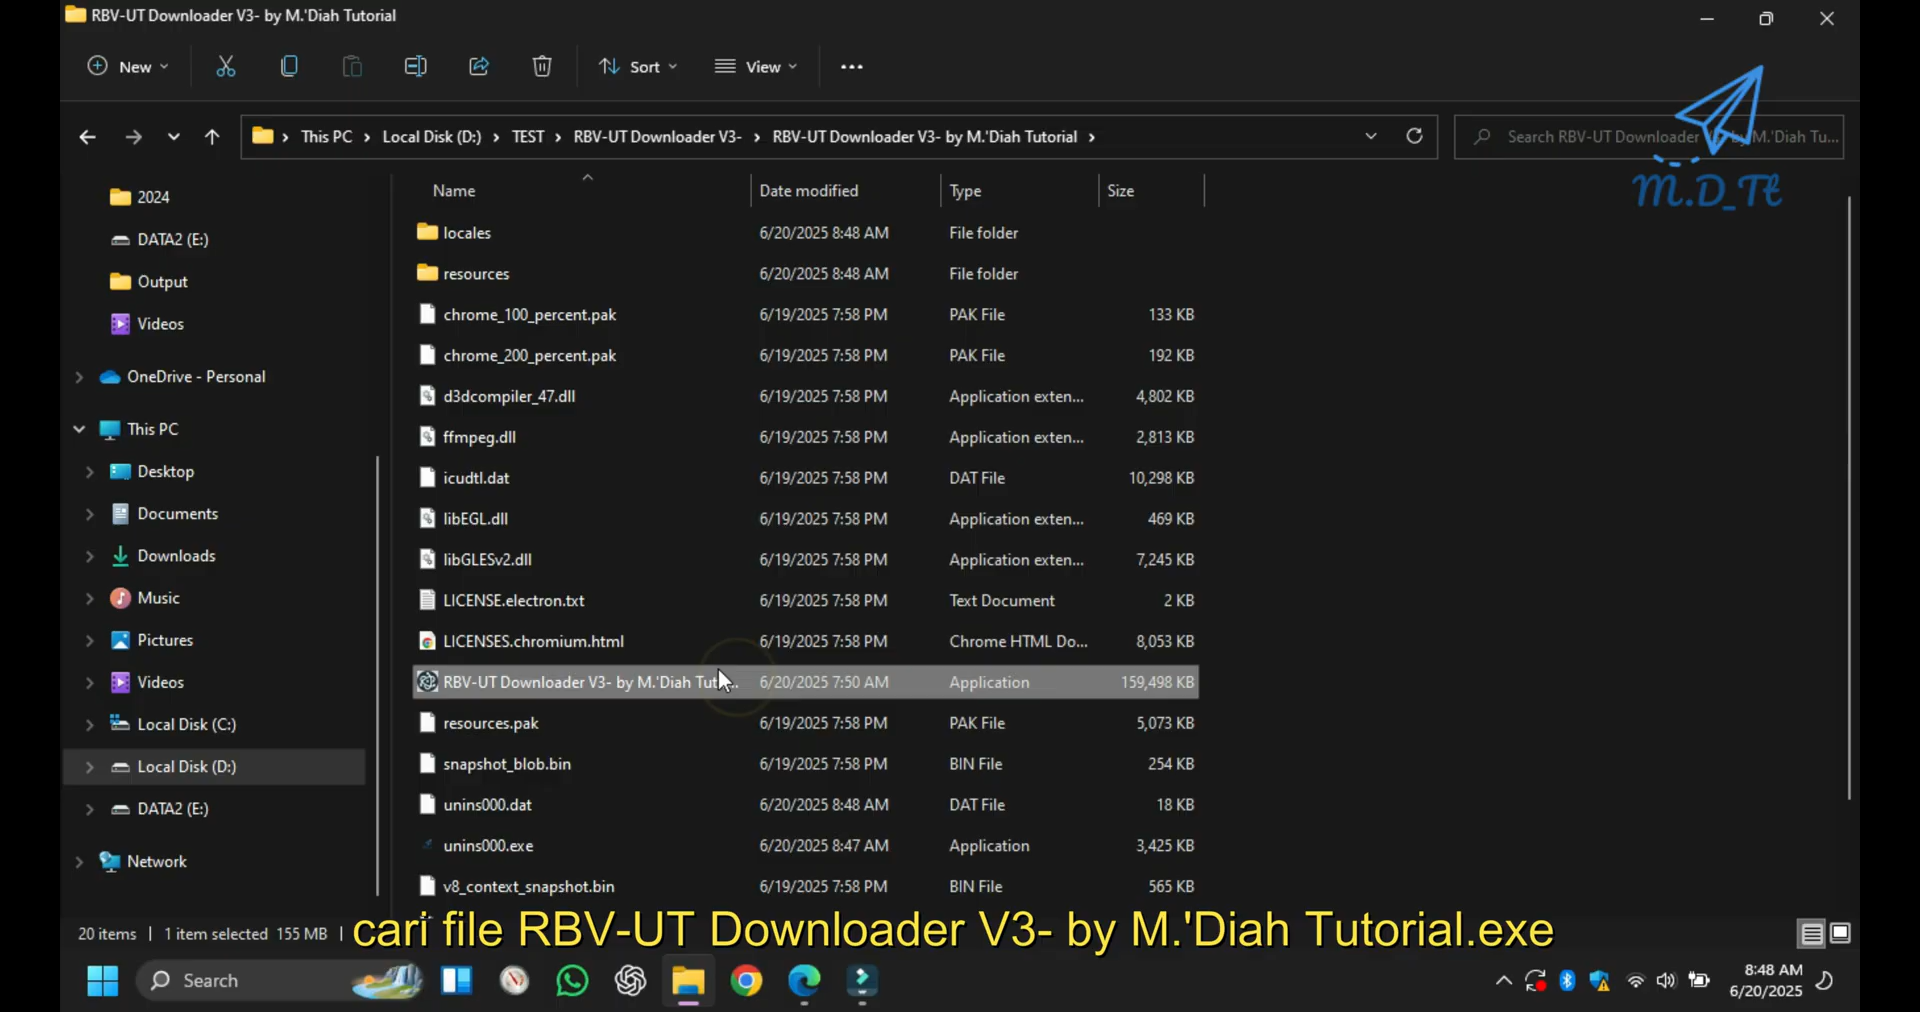 RBV-UT Downloader V3- by M.'Diah Tutorial
New
Sort
View
This PC > Local Disk (D:) > TEST > RBV-UT Downloader V3- > RBV-UT Downloader V3- by M.'Diah Tutorial >
Search RBV-UT Downloader V3- by M.'Diah Tu...
M.D_Tt
Name Date modified Type Size
2024
DATA2 (E:)
Output
Videos
OneDrive - Personal
This PC
Desktop
Documents
Downloads
Music
Pictures
Videos
Local Disk (C:)
Local Disk (D:)
DATA2 (E:)
Network
locales 6/20/2025 8:48 AM File folder
resources 6/20/2025 8:48 AM File folder
chrome_100_percent.pak 6/19/2025 7:58 PM PAK File 133 KB
chrome_200_percent.pak 6/19/2025 7:58 PM PAK File 192 KB
d3dcompiler_47.dll 6/19/2025 7:58 PM Application exten... 4,802 KB
ffmpeg.dll 6/19/2025 7:58 PM Application exten... 2,813 KB
icudtl.dat 6/19/2025 7:58 PM DAT File 10,298 KB
libEGL.dll 6/19/2025 7:58 PM Application exten... 469 KB
libGLESv2.dll 6/19/2025 7:58 PM Application exten... 7,245 KB
LICENSE.electron.txt 6/19/2025 7:58 PM Text Document 2 KB
LICENSES.chromium.html 6/19/2025 7:58 PM Chrome HTML Do... 8,053 KB
RBV-UT Downloader V3- by M.'Diah Tut... 6/20/2025 7:50 AM Application 159,498 KB
resources.pak 6/19/2025 7:58 PM PAK File 5,073 KB
snapshot_blob.bin 6/19/2025 7:58 PM BIN File 254 KB
unins000.dat 6/20/2025 8:48 AM DAT File 18 KB
unins000.exe 6/20/2025 8:47 AM Application 3,425 KB
v8_context_snapshot.bin 6/19/2025 7:58 PM BIN File 565 KB
20 items | 1 item selected 155 MB |
cari file RBV-UT Downloader V3- by M.'Diah Tutorial.exe
Search
8:48 AM
6/20/2025